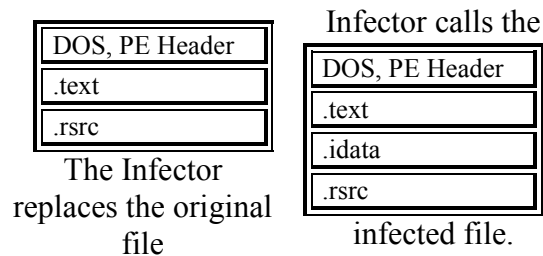 DOS, PE Header
.text
.rsrc
The Infector
replaces the original
file
Infector calls the
DOS, PE Header
.text
.idata
.rsrc
infected file.